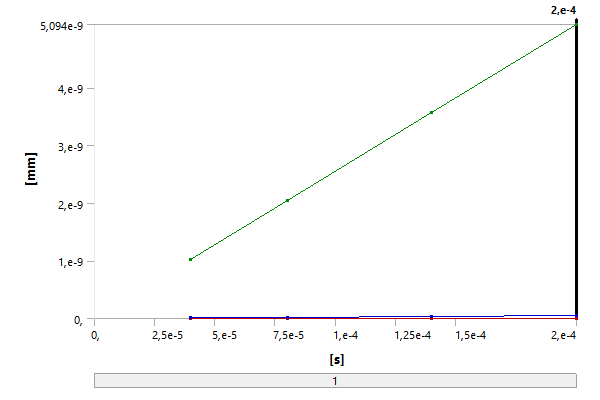 2,e-4
5,094e-9
4,e-9
3,e-9
[mm]
2,e-9
1,e-9
0,
0, 2,5e-5 5,e-5 7,5e-5 1,e-4 1,25e-4 1,5e-4 2,e-4
[s]
1